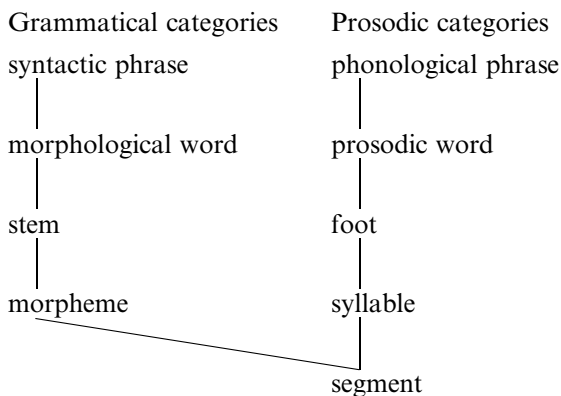 Grammatical categories Prosodic categories
syntactic phrase phonological phrase
morphological word prosodic word
stem foot
morpheme syllable
segment